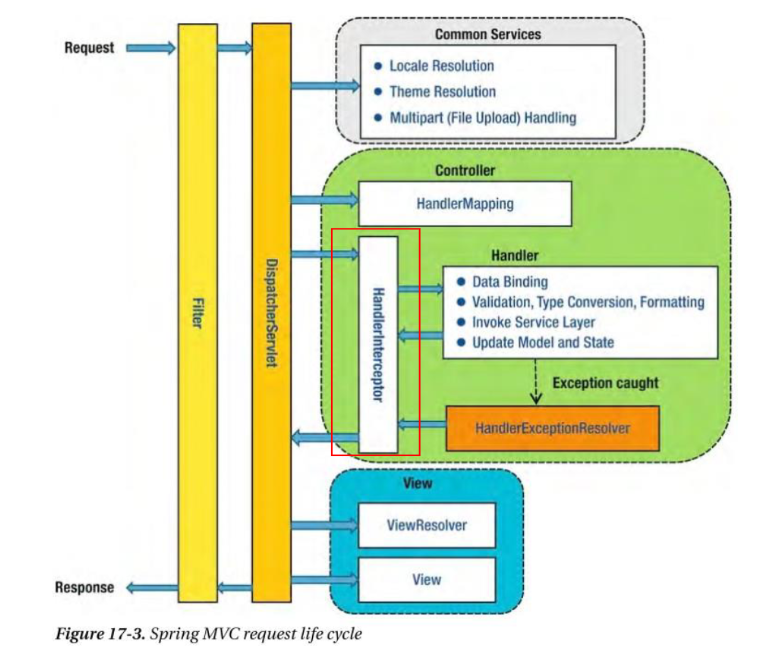 Request
Common Services
Locale Resolution
Theme Resolution
Multipart (File Upload) Handling
Controller
HandlerMapping
Filter
DispatcherServlet
HandlerInterceptor
Handler
Data Binding
Validation, Type Conversion, Formatting
Invoke Service Layer
Update Model and State
Exception caught
HandlerExceptionResolver
View
ViewResolver
View
Response
Figure 17-3. Spring MVC request life cycle